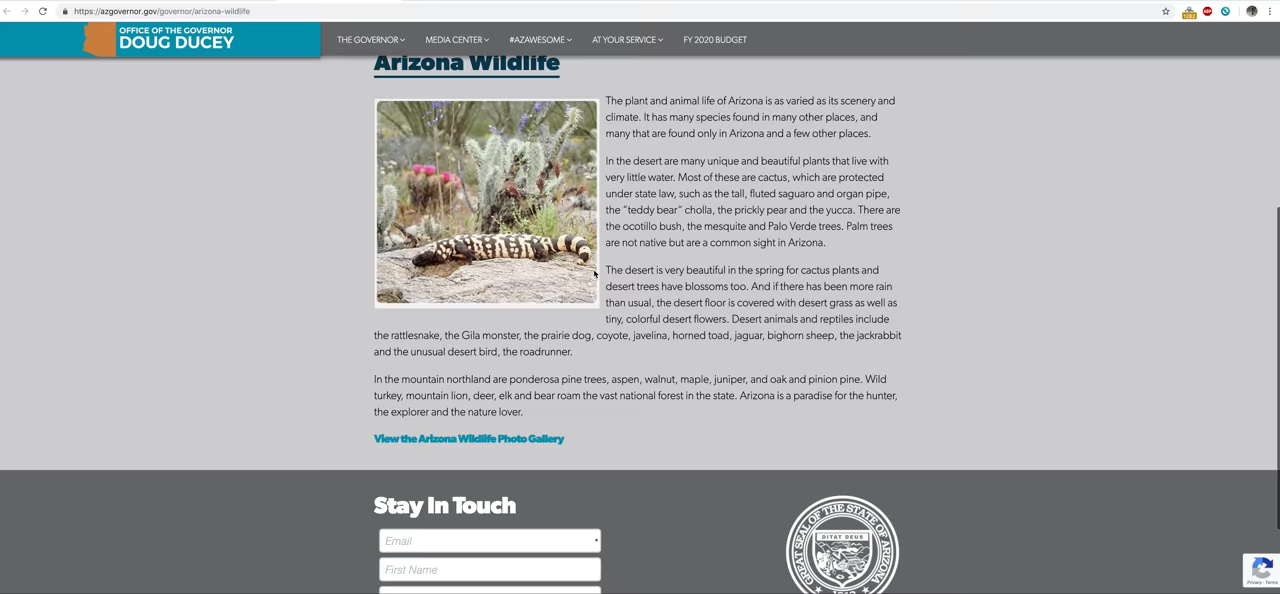 https://azgovernor.gov/governor/arizona-wildlife
1282
ABP
OFFICE OF THE GOVERNOR
DOUG DUCEY
THE GOVERNOR
MEDIA CENTER
#AZAWESOME
AT YOUR SERVICE
FY 2020 BUDGET
Arizona Wildlife
The plant and animal life of Arizona is as varied as its scenery and
climate. It has many species found in many other places, and
many that are found only in Arizona and a few other places.
In the desert are many unique and beautiful plants that live with
very little water. Most of these are cactus, which are protected
under state law, such as the tall, fluted saguaro and organ pipe,
the “teddy bear” cholla, the prickly pear and the yucca. There are
the ocotillo bush, the mesquite and Palo Verde trees. Palm trees
are not native but are a common sight in Arizona.
The desert is very beautiful in the spring for cactus plants and
desert trees have blossoms too. And if there has been more rain
than usual, the desert floor is covered with desert grass as well as
tiny, colorful desert flowers. Desert animals and reptiles include
the rattlesnake, the Gila monster, the prairie dog, coyote, javelina, horned toad, jaguar, bighorn sheep, the jackrabbit
and the unusual desert bird, the roadrunner.
In the mountain northland are ponderosa pine trees, aspen, walnut, maple, juniper, and oak and pinion pine. Wild
turkey, mountain lion, deer, elk and bear roam the vast national forest in the state. Arizona is a paradise for the hunter,
the explorer and the nature lover.
View the Arizona Wildlife Photo Gallery
Stay In Touch
Email *
First Name
GREAT SEAL OF THE STATE OF ARIZONA
DITAT DEUS
1912
Privacy - Terms